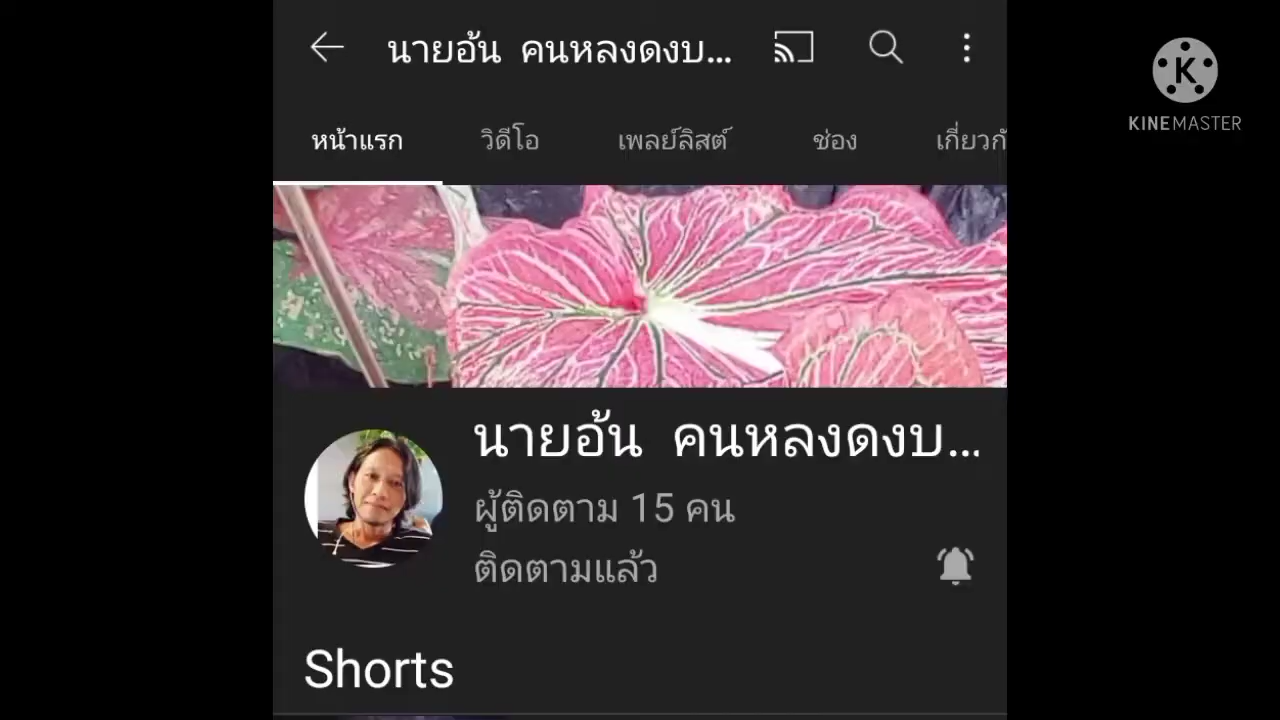 นายอ้น คนหลงดงบ...
K
KINEMASTER
หน้าแรก วิดีโอ เพลย์ลิสต์ ช่อง เกี่ยวกั
นายอ้น คนหลงดงบ...
ผู้ติดตาม 15 คน
ติดตามแล้ว
Shorts